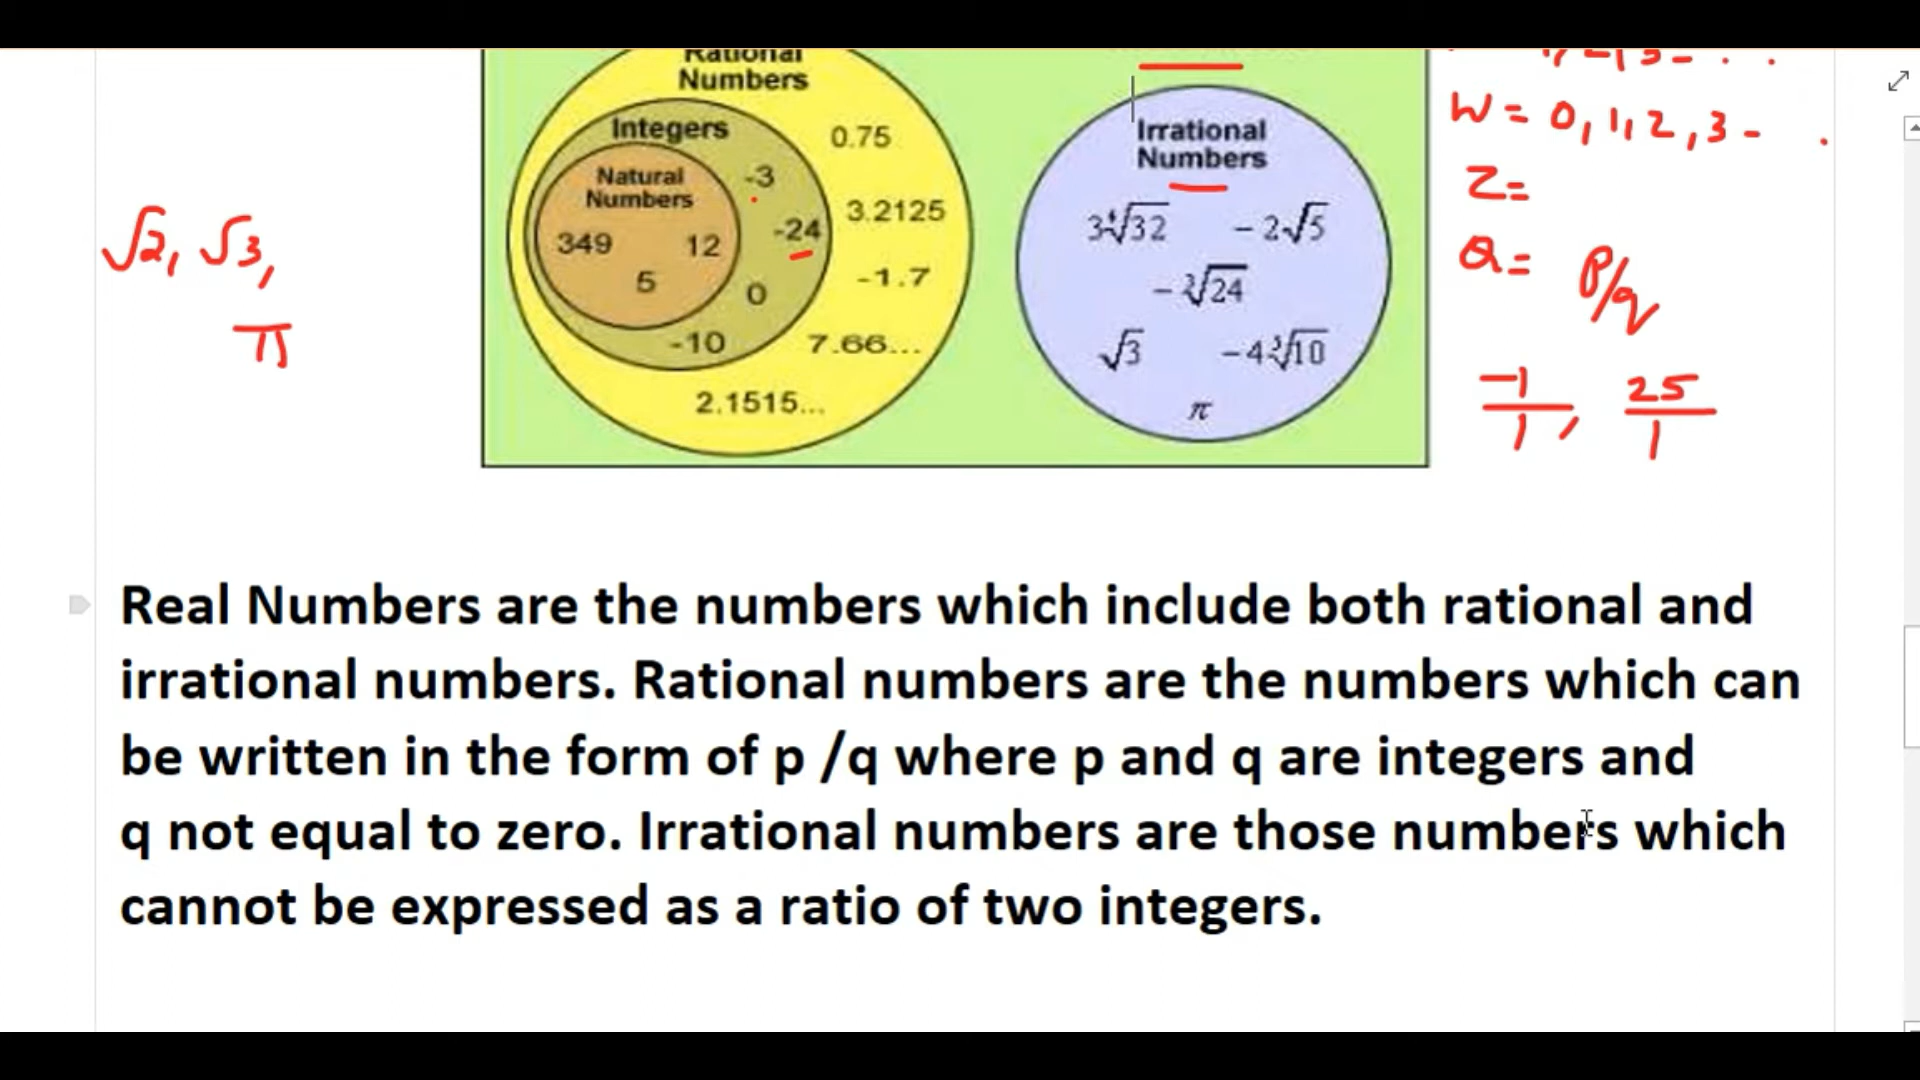 Rational
Numbers
Integers
Natural
Numbers
349 12
5
-3
-24
0
-10
0.75
3.2125
-1.7
7.66...
2.1515...
Irrational
Numbers
3∜32 - 2√5
- ∛24
√3 - 4∛10
π
√2, √3,
π
W = 0, 1, 2, 3 - .
Z =
Q = P/q
-1/1, 25/1
Real Numbers are the numbers which include both rational and
irrational numbers. Rational numbers are the numbers which can
be written in the form of p /q where p and q are integers and
q not equal to zero. Irrational numbers are those numbers which
cannot be expressed as a ratio of two integers.